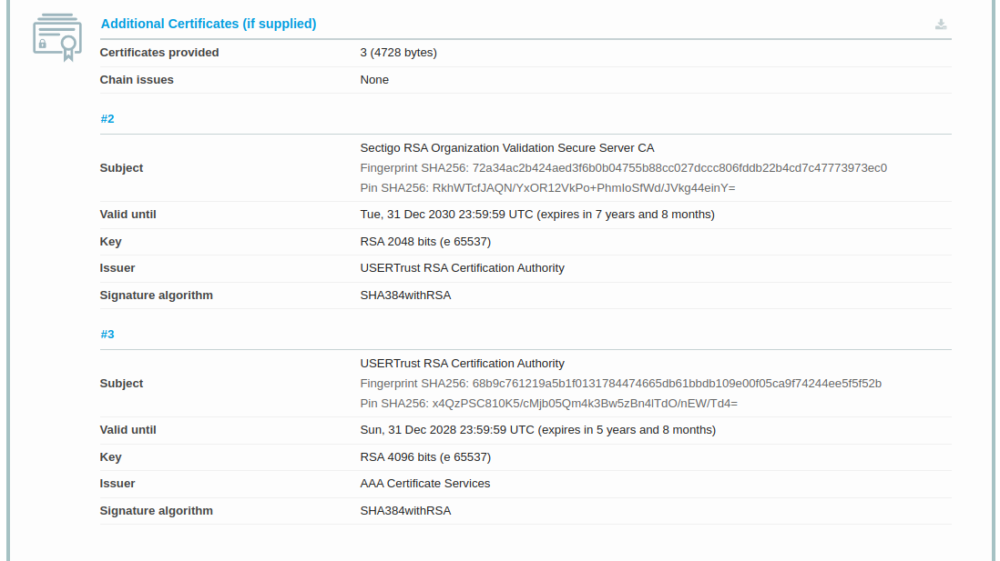 Additional Certificates (if supplied)
Certificates provided 3 (4728 bytes)
Chain issues None
#2
Subject Sectigo RSA Organization Validation Secure Server CA
Fingerprint SHA256: 72a34ac2b424aed3f6b0b04755b88cc027dccc806fddb22b4cd7c47773973ec0
Pin SHA256: RkhWTcfJAQN/YxOR12VkPo+PhmIoSfWd/JVkg44einY=
Valid until Tue, 31 Dec 2030 23:59:59 UTC (expires in 7 years and 8 months)
Key RSA 2048 bits (e 65537)
Issuer USERTrust RSA Certification Authority
Signature algorithm SHA384withRSA
#3
Subject USERTrust RSA Certification Authority
Fingerprint SHA256: 68b9c761219a5b1f0131784474665db61bbdb109e00f05ca9f74244ee5f5f52b
Pin SHA256: x4QzPSC810K5/cMjb05Qm4k3Bw5zBn4lTdO/nEW/Td4=
Valid until Sun, 31 Dec 2028 23:59:59 UTC (expires in 5 years and 8 months)
Key RSA 4096 bits (e 65537)
Issuer AAA Certificate Services
Signature algorithm SHA384withRSA